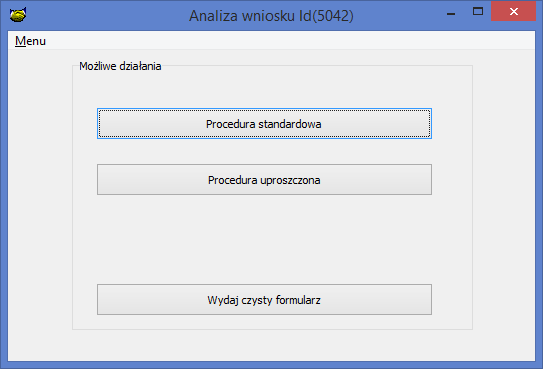 Analiza wniosku Id(5042)
Menu
Możliwe działania
Procedura standardowa
Procedura uproszczona
Wydaj czysty formularz